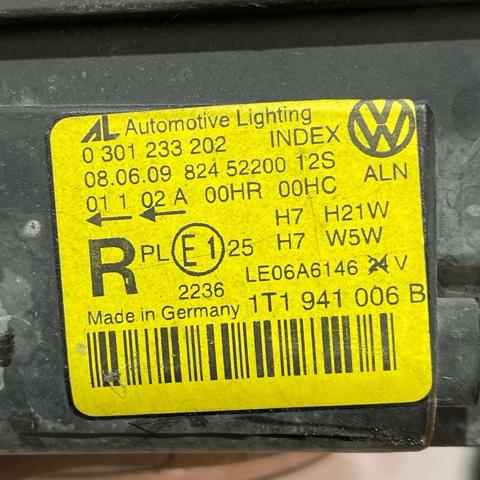 AL Automotive Lighting
0 301 233 202 INDEX
08.06.09 824 52200 12S ALN
01 1 02 A 00HR 00HC
H7 H21W
R PL E1 25 H7 W5W
2236 LE06A6146 24 V
Made in Germany 1T1 941 006 B